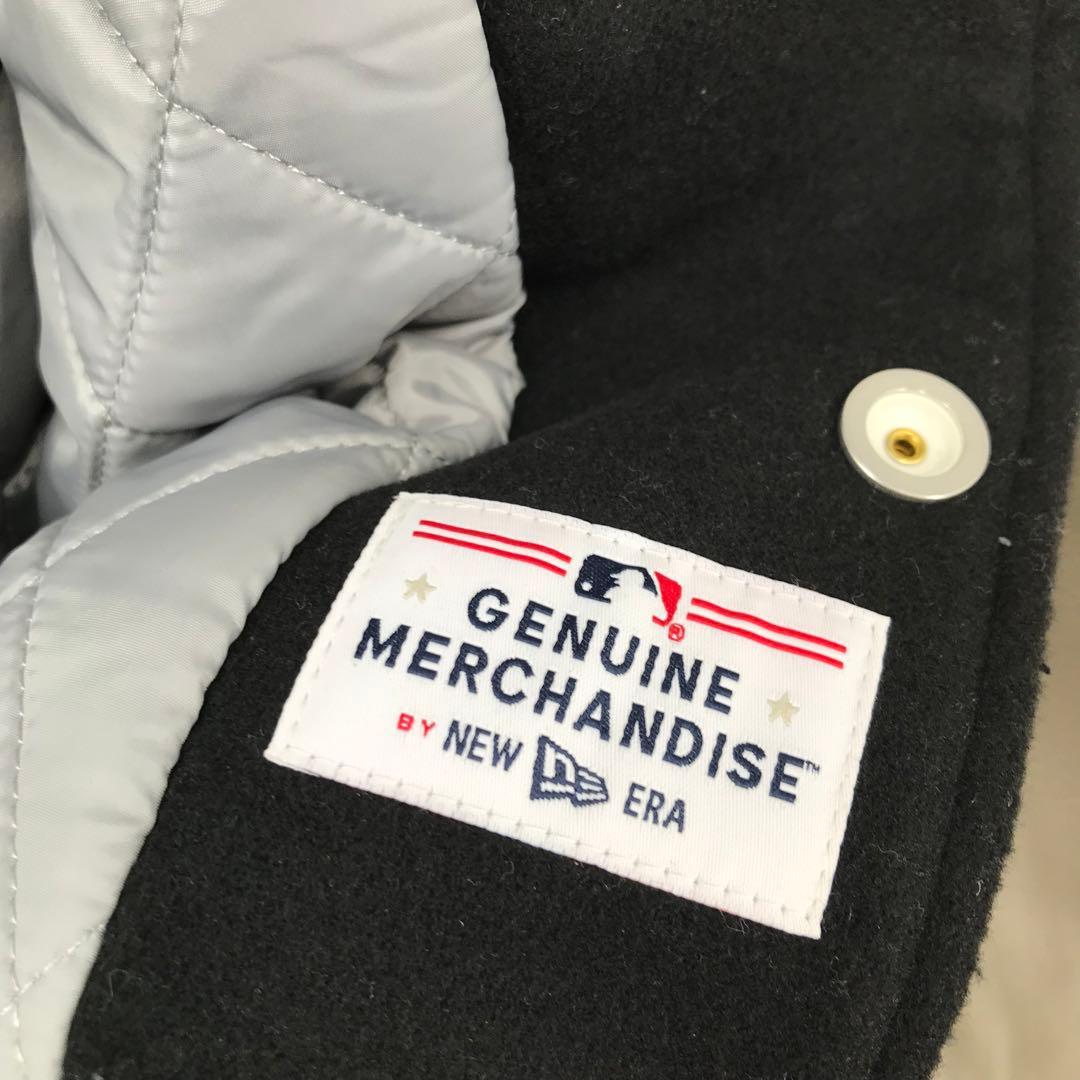 GENUINE
MERCHANDISE™
BY NEW ERA
®